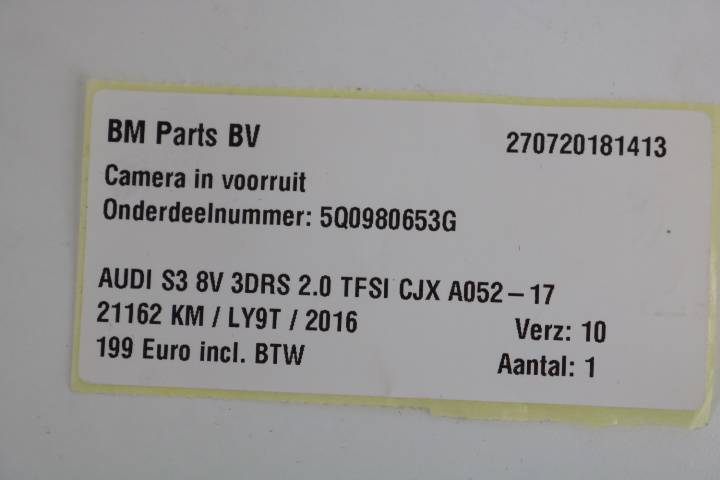 BM Parts BV 270720181413
Camera in voorruit
Onderdeelnummer: 5Q0980653G
AUDI S3 8V 3DRS 2.0 TFSI CJX A052-17
21162 KM / LY9T / 2016 Verz: 10
199 Euro incl. BTW Aantal: 1